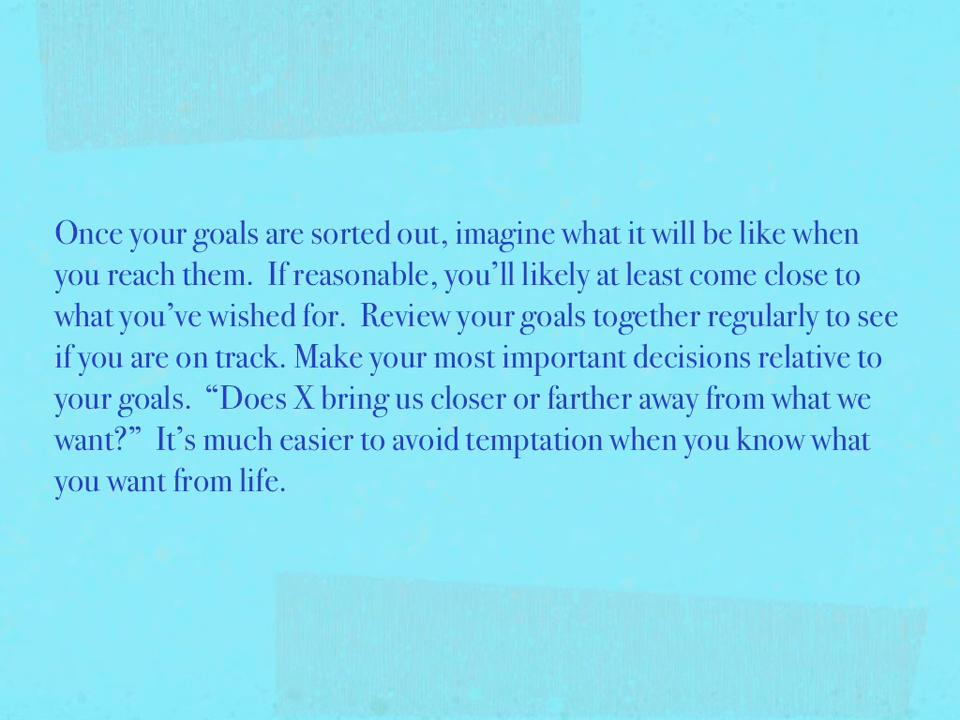 Once your goals are sorted out, imagine what it will be like when
you reach them.  If reasonable, you’ll likely at least come close to
what you’ve wished for.  Review your goals together regularly to see
if you are on track. Make your most important decisions relative to
your goals.  “Does X bring us closer or farther away from what we
want?”  It’s much easier to avoid temptation when you know what
you want from life.